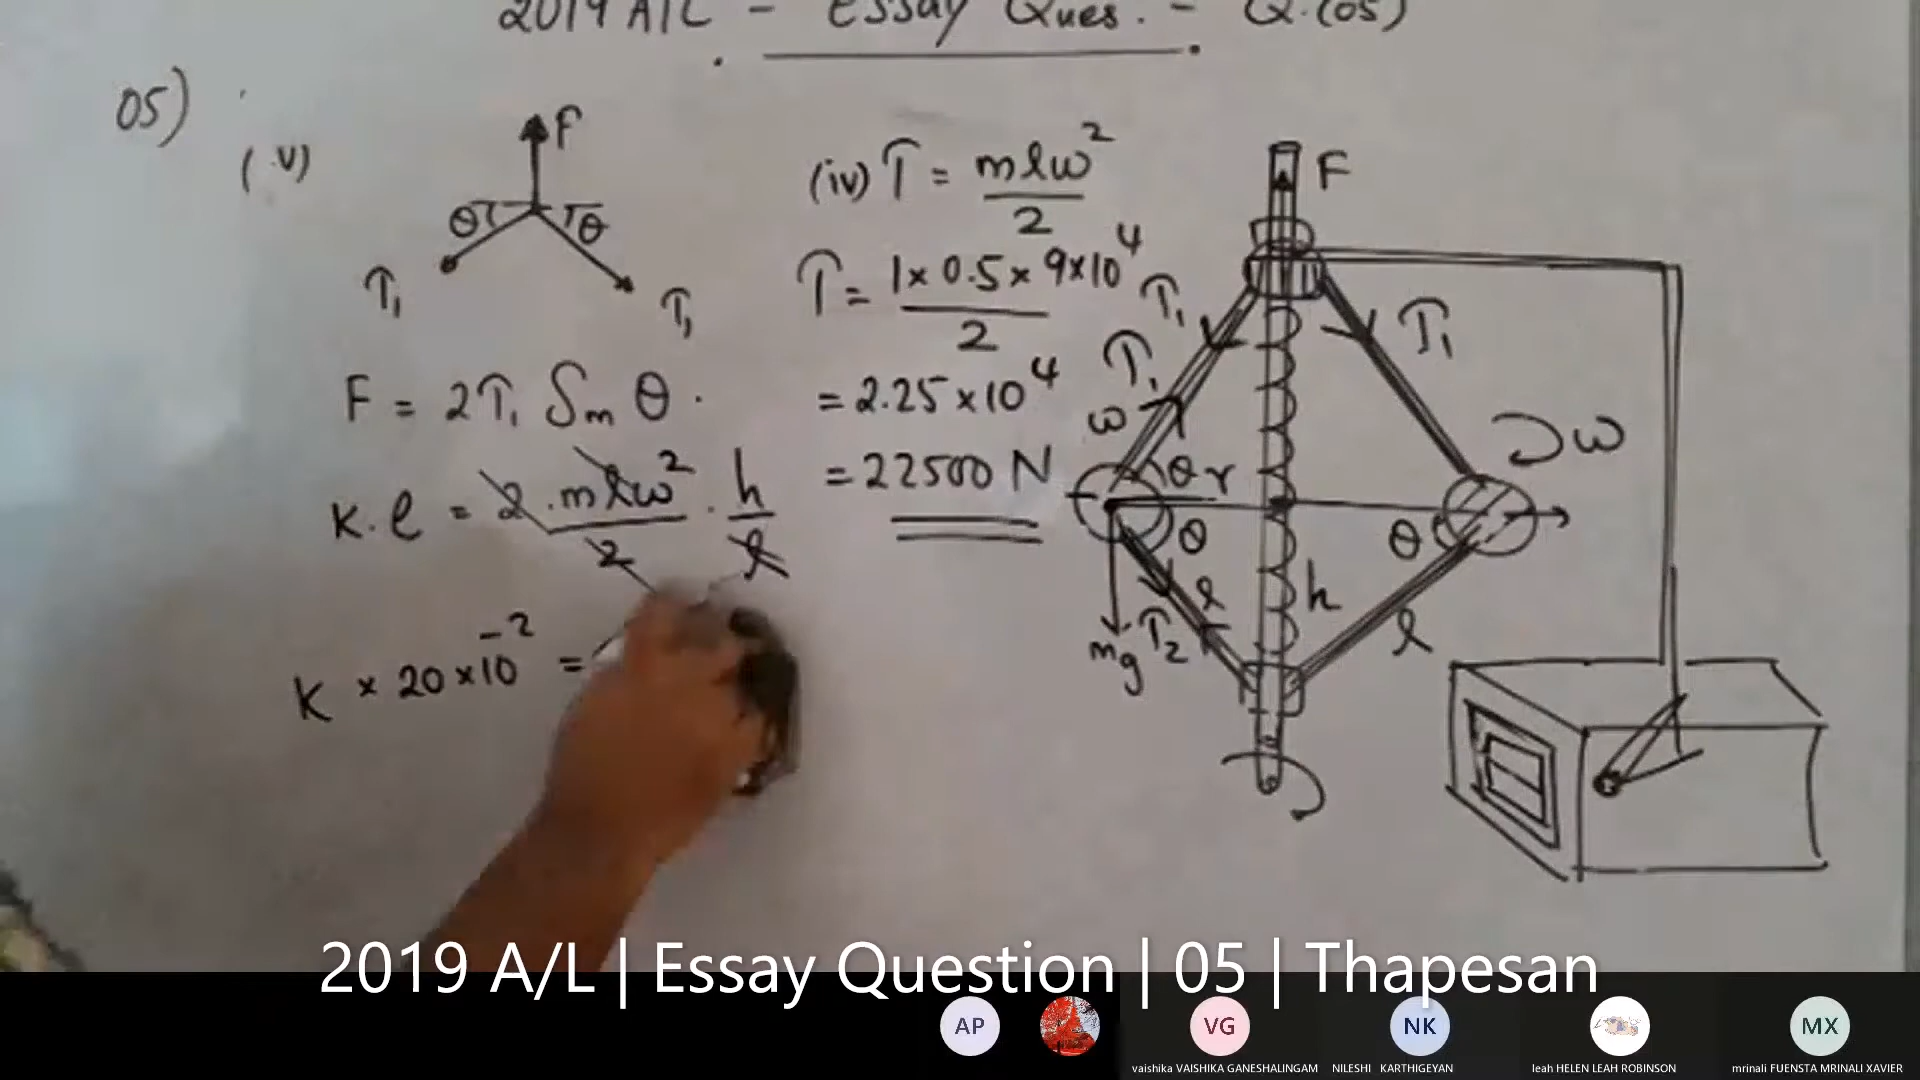 2019 A/L - Essay Ques. - Q.(05)
05)
(v)
F
θ θ
T₁ T₁
F = 2T₁ Sin θ.
K.e = 2.mlω²/2 . h/l
K × 20 × 10⁻² =
(iv) T = mlω²/2
T = 1 × 0.5 × 9 × 10⁴/2
= 2.25 × 10⁴
= 22500 N
F
T₁ T₁
T₁
ω ω
θ r
θ θ
mg T₂ l h l
2019 A/L | Essay Question | 05 | Thapesan
AP VG NK MX
vaishika VAISHIKA GANESHALINGAM NILESHI KARTHIGEYAN leah HELEN LEAH ROBINSON mrinali FUENSTA MRINALI XAVIER